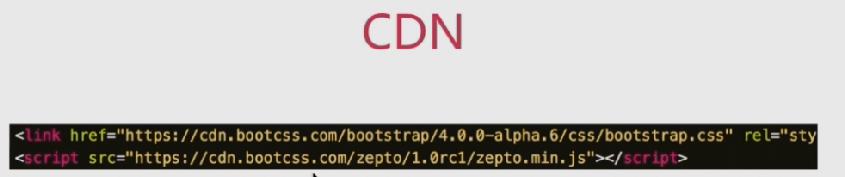 CDN
<link href="https://cdn.bootcss.com/bootstrap/4.0.0-alpha.6/css/bootstrap.css" rel="sty
<script src="https://cdn.bootcss.com/zepto/1.0rc1/zepto.min.js"></script>